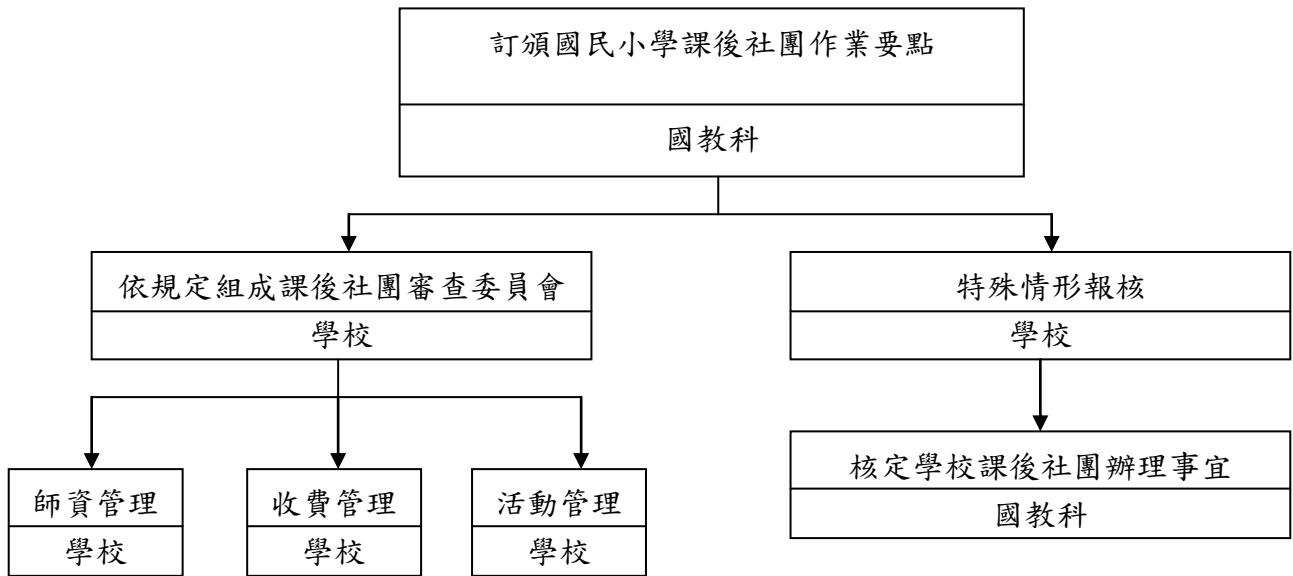 訂頒國民小學課後社團作業要點
國教科
依規定組成課後社團審查委員會
學校
特殊情形報核
學校
師資管理
學校
收費管理
學校
活動管理
學校
核定學校課後社團辦理事宜
國教科